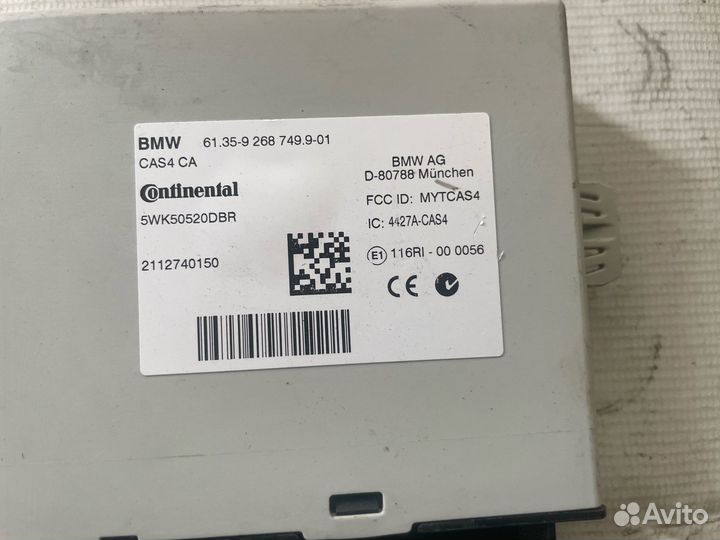 BMW 61.35-9 268 749.9-01
CAS4 CA
BMW AG
D-80788 München
Continental
FCC ID: MYTCAS4
5WK50520DBR
IC: 4427A-CAS4
E1 116RI - 00 0056
2112740150
CE
Avito